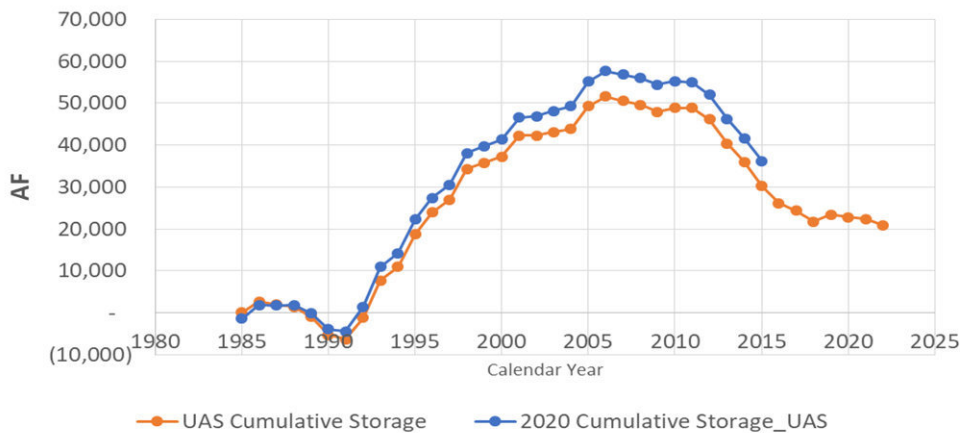 70,000
60,000
50,000
40,000
30,000
20,000
10,000
-
(10,000)
1980 1985 1990 1995 2000 2005 2010 2015 2020 2025
AF
Calendar Year
UAS Cumulative Storage 2020 Cumulative Storage_UAS